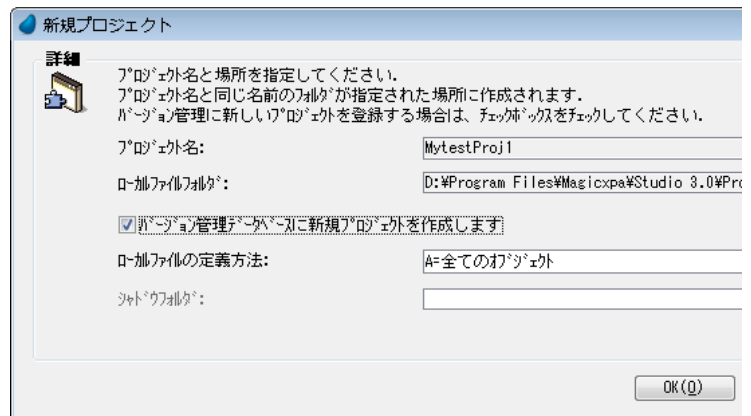 新規プロジェクト
詳細
プロジェクト名と場所を指定してください.
プロジェクト名と同じ名前のフォルダが指定された場所に作成されます.
バージョン管理に新しいプロジェクトを登録する場合は、チェックボックスをチェックしてください.
プロジェクト名: MytestProj1
ローカルファイルフォルダ: D:¥Program Files¥Magicxpa¥Studio 3.0¥Pro
バージョン管理データベースに新規プロジェクトを作成します
ローカルファイルの定義方法: A=全てのオブジェクト
シャドウフォルダ:
OK(O)